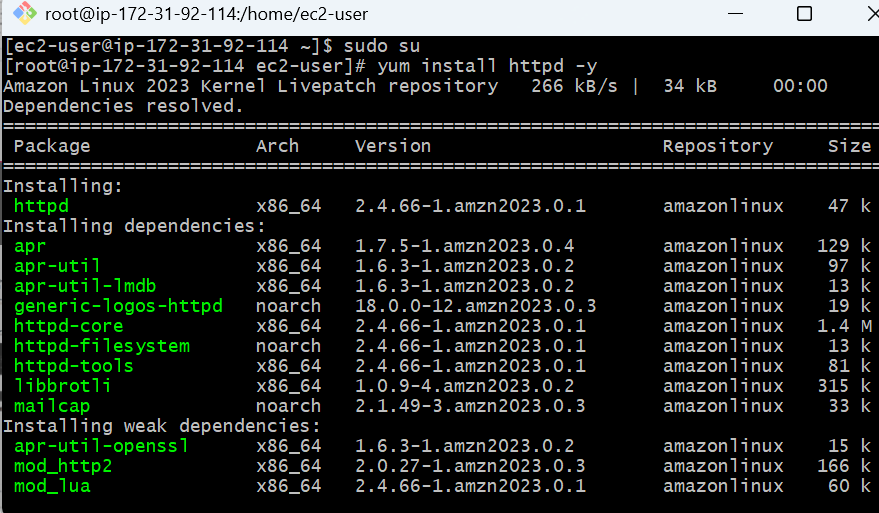 root@ip-172-31-92-114:/home/ec2-user
[ec2-user@ip-172-31-92-114 ~]$ sudo su
[root@ip-172-31-92-114 ec2-user]# yum install httpd -y
Amazon Linux 2023 Kernel Livepatch repository   266 kB/s |  34 kB     00:00
Dependencies resolved.
================================================================================
 Package               Arch     Version                     Repository     Size
================================================================================
Installing:
 httpd                 x86_64   2.4.66-1.amzn2023.0.1       amazonlinux    47 k
Installing dependencies:
 apr                   x86_64   1.7.5-1.amzn2023.0.4        amazonlinux   129 k
 apr-util              x86_64   1.6.3-1.amzn2023.0.2        amazonlinux    97 k
 apr-util-lmdb         x86_64   1.6.3-1.amzn2023.0.2        amazonlinux    13 k
 generic-logos-httpd   noarch   18.0.0-12.amzn2023.0.3      amazonlinux    19 k
 httpd-core            x86_64   2.4.66-1.amzn2023.0.1       amazonlinux   1.4 M
 httpd-filesystem      noarch   2.4.66-1.amzn2023.0.1       amazonlinux    13 k
 httpd-tools           x86_64   2.4.66-1.amzn2023.0.1       amazonlinux    81 k
 libbrotli             x86_64   1.0.9-4.amzn2023.0.2        amazonlinux   315 k
 mailcap               noarch   2.1.49-3.amzn2023.0.3       amazonlinux    33 k
Installing weak dependencies:
 apr-util-openssl      x86_64   1.6.3-1.amzn2023.0.2        amazonlinux    15 k
 mod_http2             x86_64   2.0.27-1.amzn2023.0.3       amazonlinux   166 k
 mod_lua               x86_64   2.4.66-1.amzn2023.0.1       amazonlinux    60 k